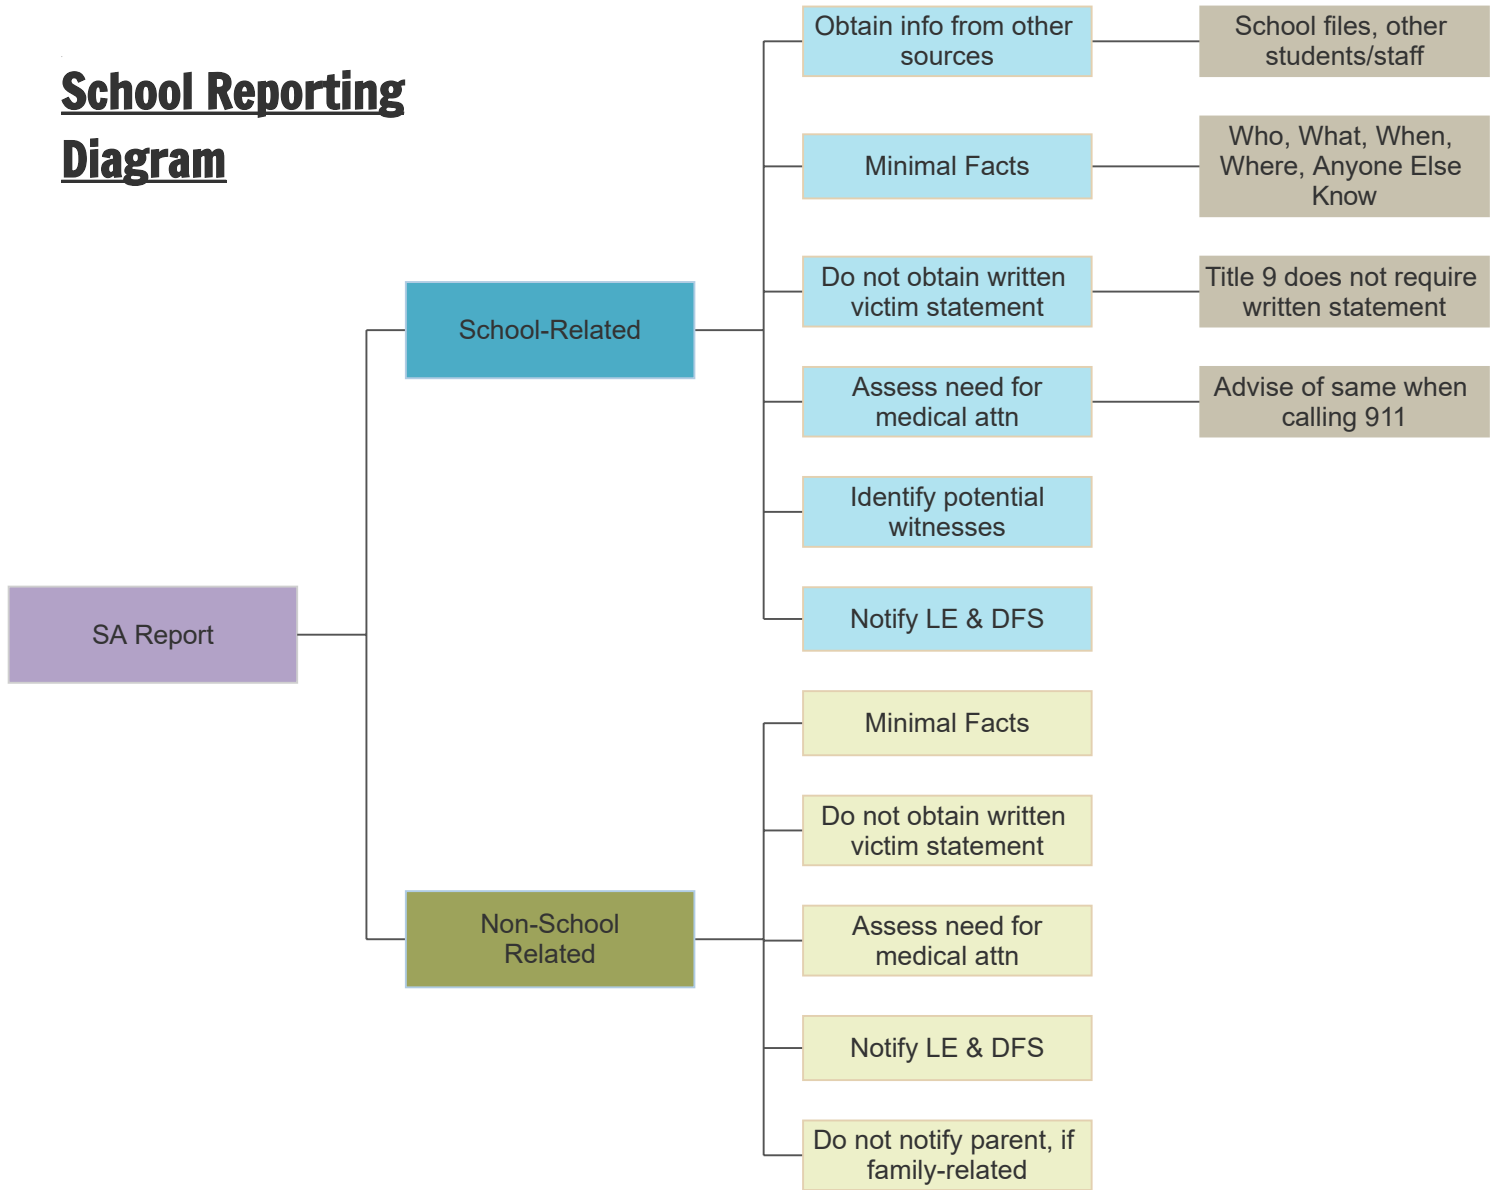 School Reporting
Diagram
SA Report
School-Related
Obtain info from other
sources
School files, other
students/staff
Minimal Facts
Who, What, When,
Where, Anyone Else
Know
Do not obtain written
victim statement
Title 9 does not require
written statement
Assess need for
medical attn
Advise of same when
calling 911
Identify potential
witnesses
Notify LE & DFS
Non-School
Related
Minimal Facts
Do not obtain written
victim statement
Assess need for
medical attn
Notify LE & DFS
Do not notify parent, if
family-related